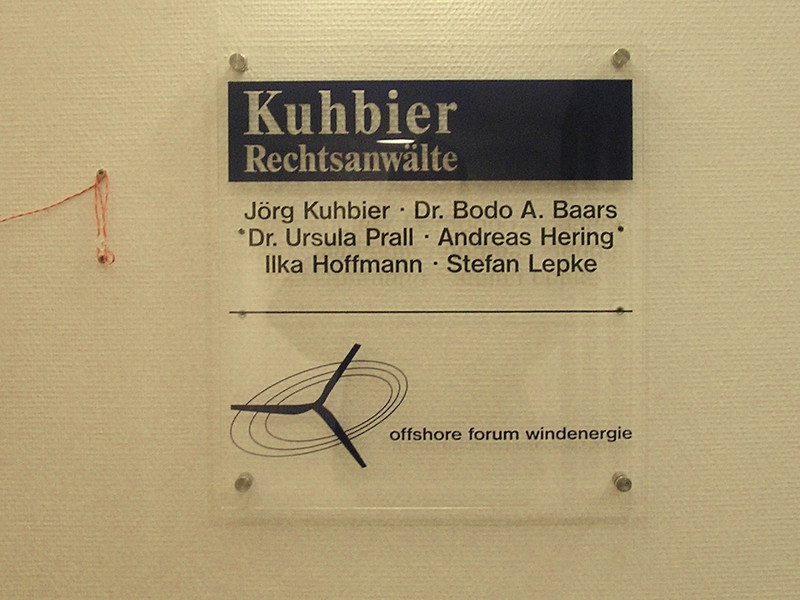 Kuhbier
Rechtsanwälte
Jörg Kuhbier · Dr. Bodo A. Baars
Dr. Ursula Prall · Andreas Hering
Ilka Hoffmann · Stefan Lepke
offshore forum windenergie